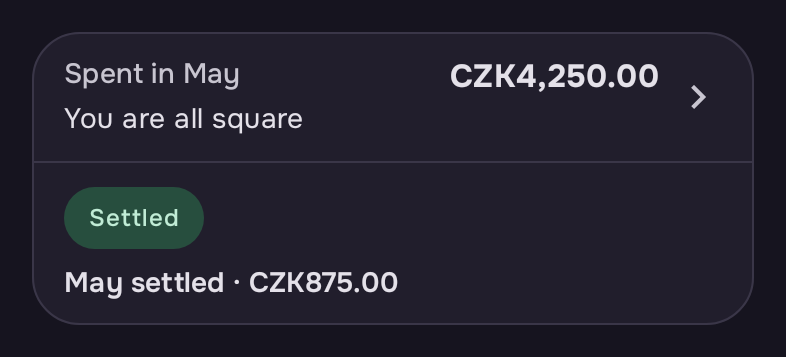 Spent in May
CZK4,250.00
You are all square
Settled
May settled · CZK875.00